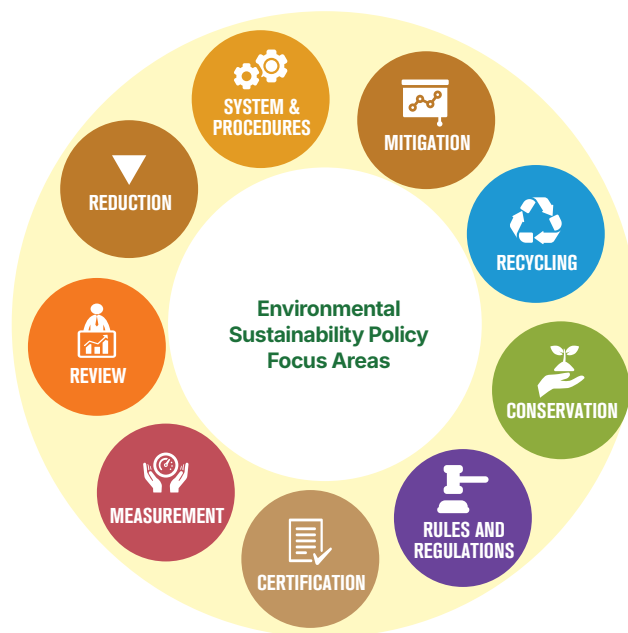 SYSTEM &
PROCEDURES
MITIGATION
RECYCLING
CONSERVATION
RULES AND
REGULATIONS
CERTIFICATION
MEASUREMENT
REVIEW
REDUCTION
Environmental
Sustainability Policy
Focus Areas